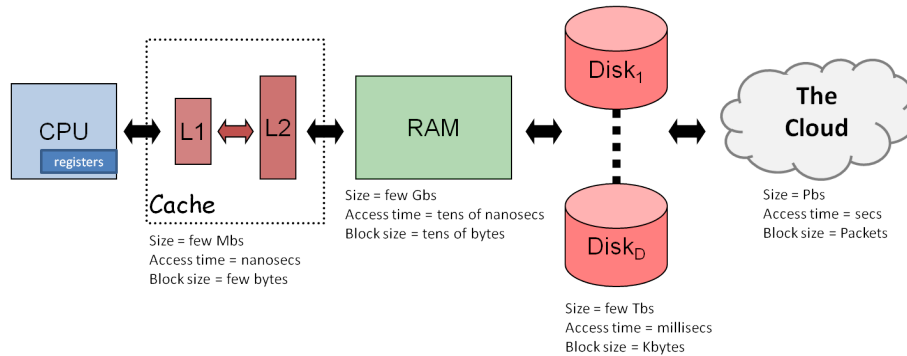 CPU
registers
L1
L2
Cache
Size = few Mbs
Access time = nanosecs
Block size = few bytes
RAM
Size = few Gbs
Access time = tens of nanosecs
Block size = tens of bytes
Disk1
DiskD
Size = few Tbs
Access time = millisecs
Block size = Kbytes
The
Cloud
Size = Pbs
Access time = secs
Block size = Packets